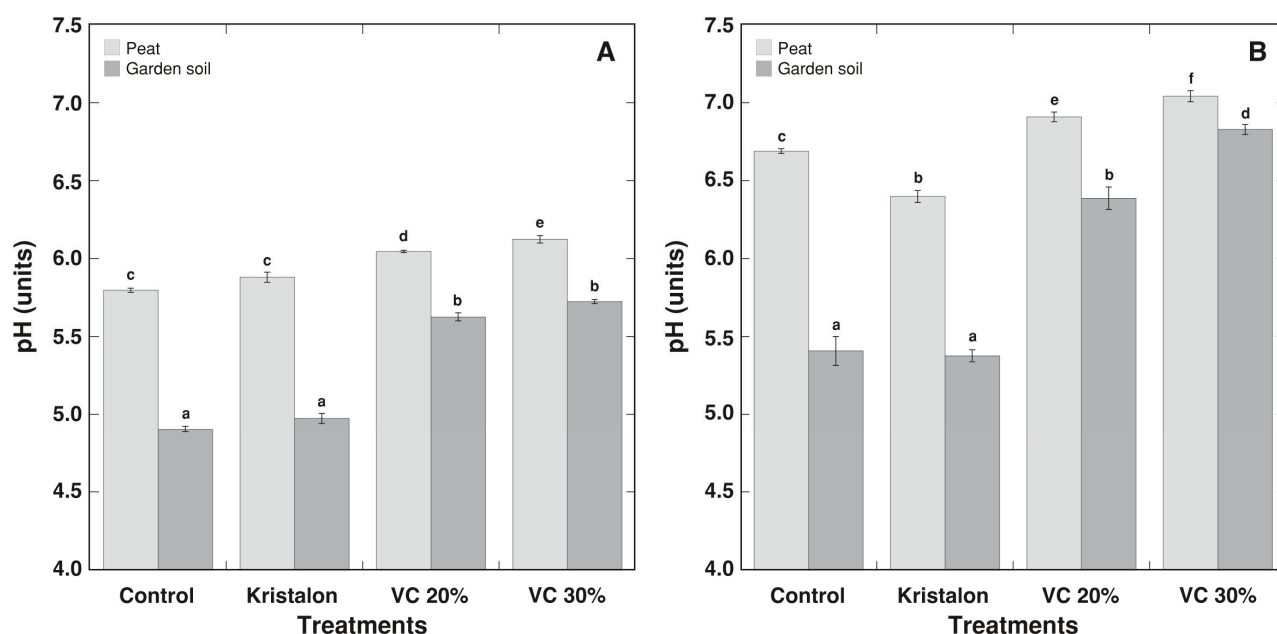 7.5
7.0
6.5
6.0
5.5
5.0
4.5
4.0
pH (units)
Peat
Garden soil
A
c
a
c
a
d
b
e
b
Control
Kristalon
VC 20%
VC 30%
Treatments
7.5
7.0
6.5
6.0
5.5
5.0
4.5
4.0
pH (units)
Peat
Garden soil
B
c
a
b
a
e
b
f
d
Control
Kristalon
VC 20%
VC 30%
Treatments